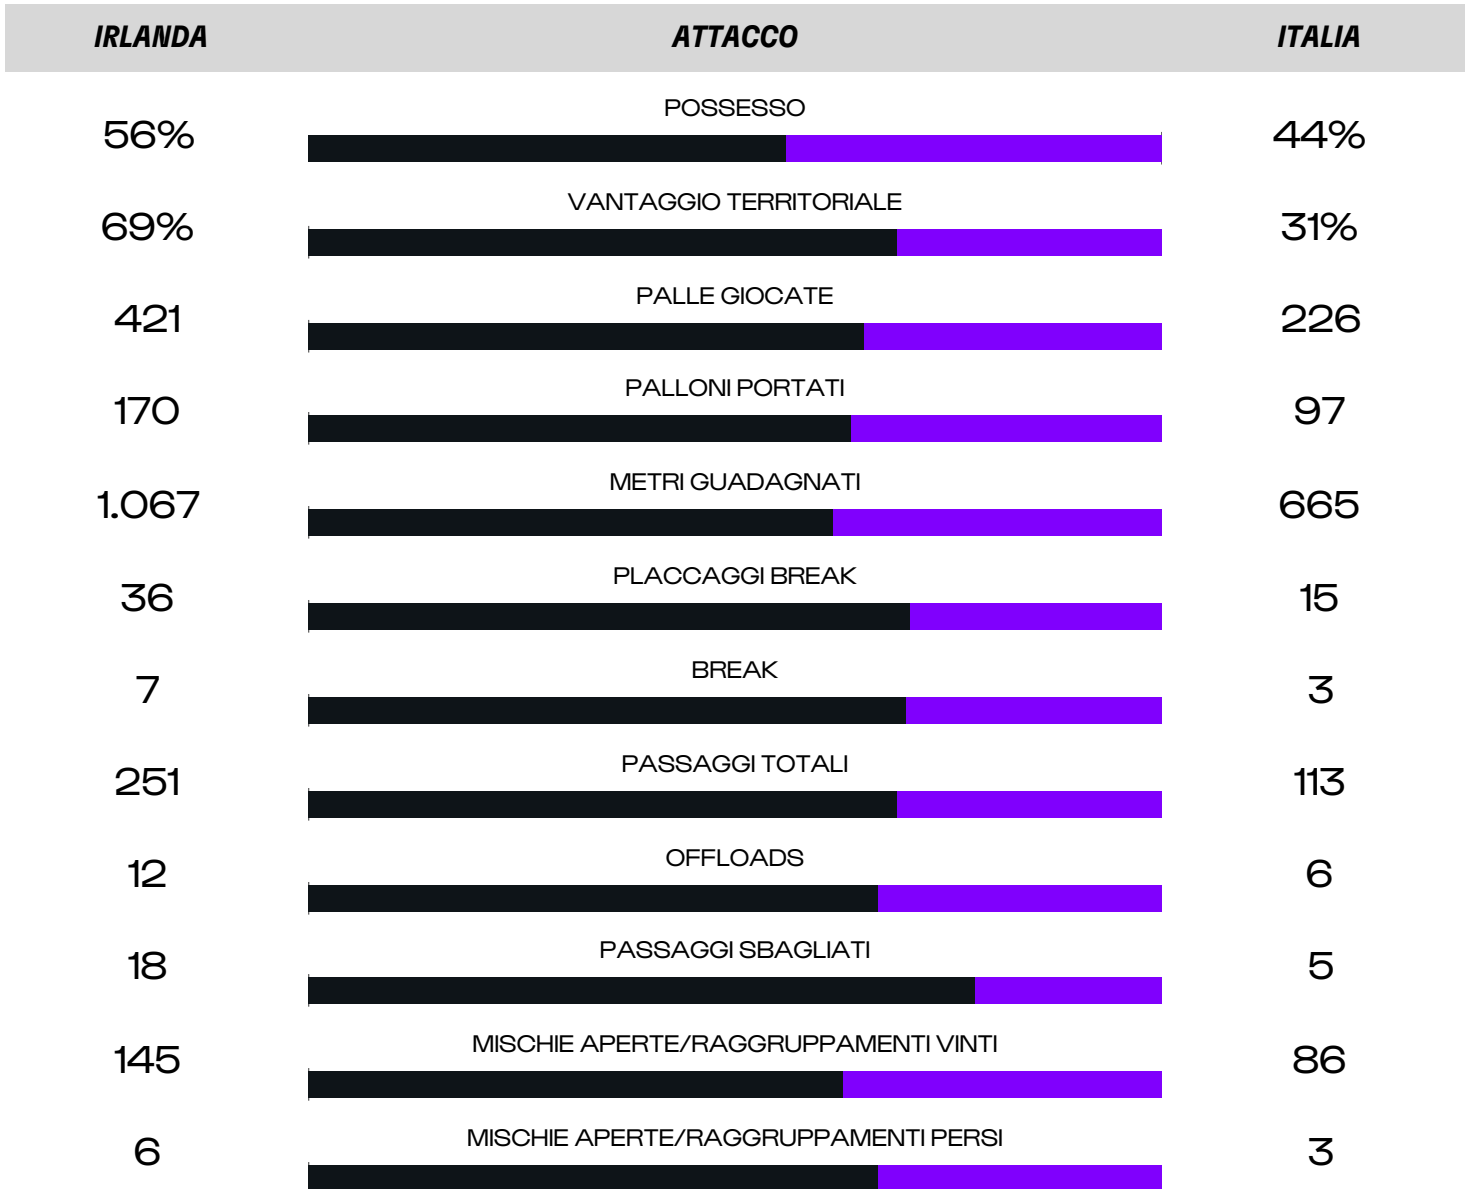 IRLANDA ATTACCO ITALIA
POSSESSO
56% 44%
VANTAGGIO TERRITORIALE
69% 31%
PALLE GIOCATE
421 226
PALLONI PORTATI
170 97
METRI GUADAGNATI
1.067 665
PLACCAGGI BREAK
36 15
BREAK
7 3
PASSAGGI TOTALI
251 113
OFFLOADS
12 6
PASSAGGI SBAGLIATI
18 5
MISCHIE APERTE/RAGGRUPPAMENTI VINTI
145 86
MISCHIE APERTE/RAGGRUPPAMENTI PERSI
6 3